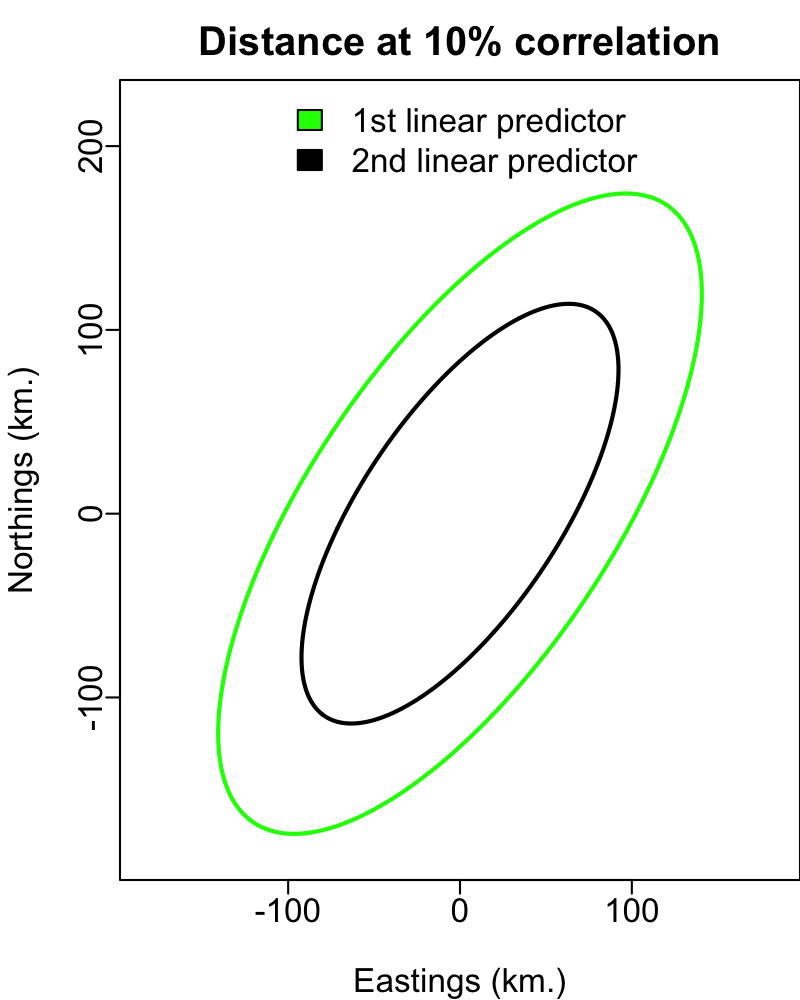 Distance at 10% correlation
1st linear predictor
2nd linear predictor
200
100
0
-100
Northings (km.)
-100
0
100
Eastings (km.)